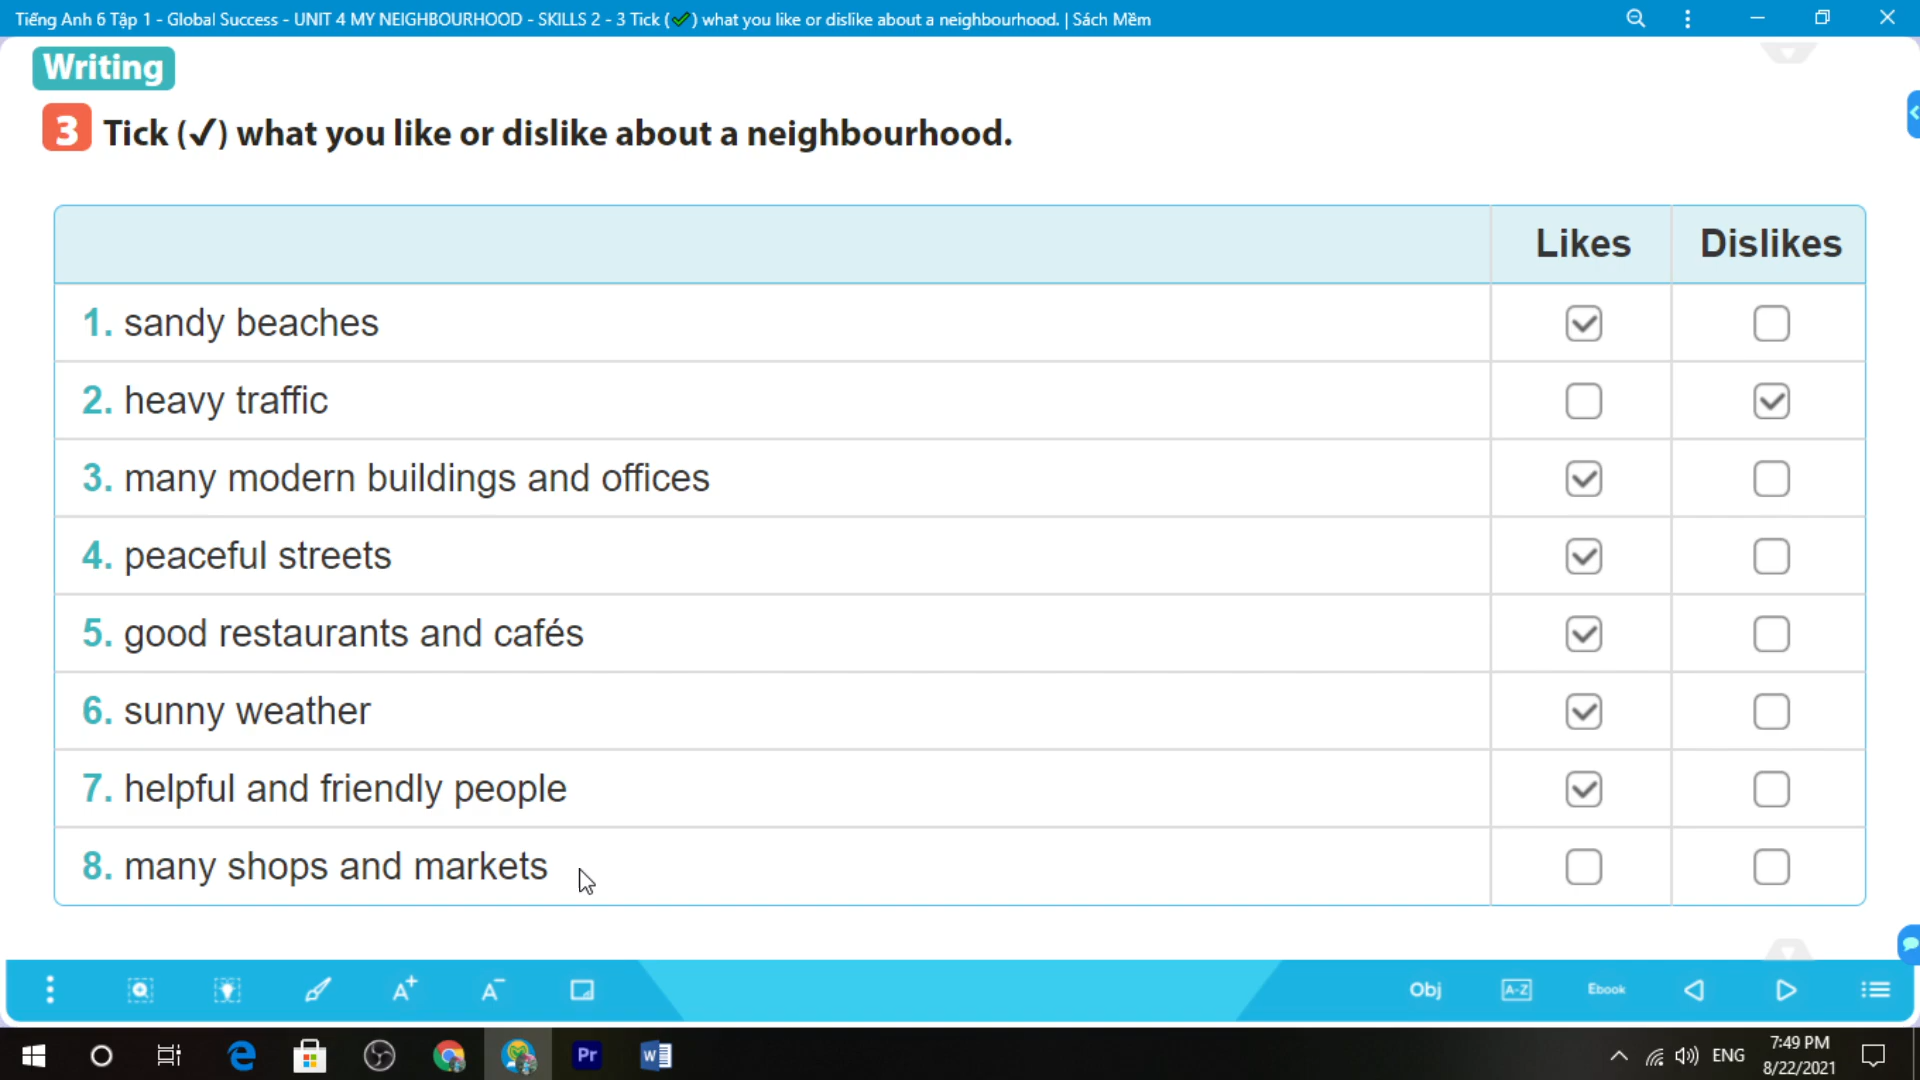 Tiếng Anh 6 Tập 1 - Global Success - UNIT 4 MY NEIGHBOURHOOD - SKILLS 2 - 3 Tick (✔) what you like or dislike about a neighbourhood. | Sách Mềm
Writing
3 Tick (✓) what you like or dislike about a neighbourhood.
Likes Dislikes
1. sandy beaches
2. heavy traffic
3. many modern buildings and offices
4. peaceful streets
5. good restaurants and cafés
6. sunny weather
7. helpful and friendly people
8. many shops and markets
A+ A- Obj A-Z Ebook
Pr W ENG 7:49 PM
8/22/2021